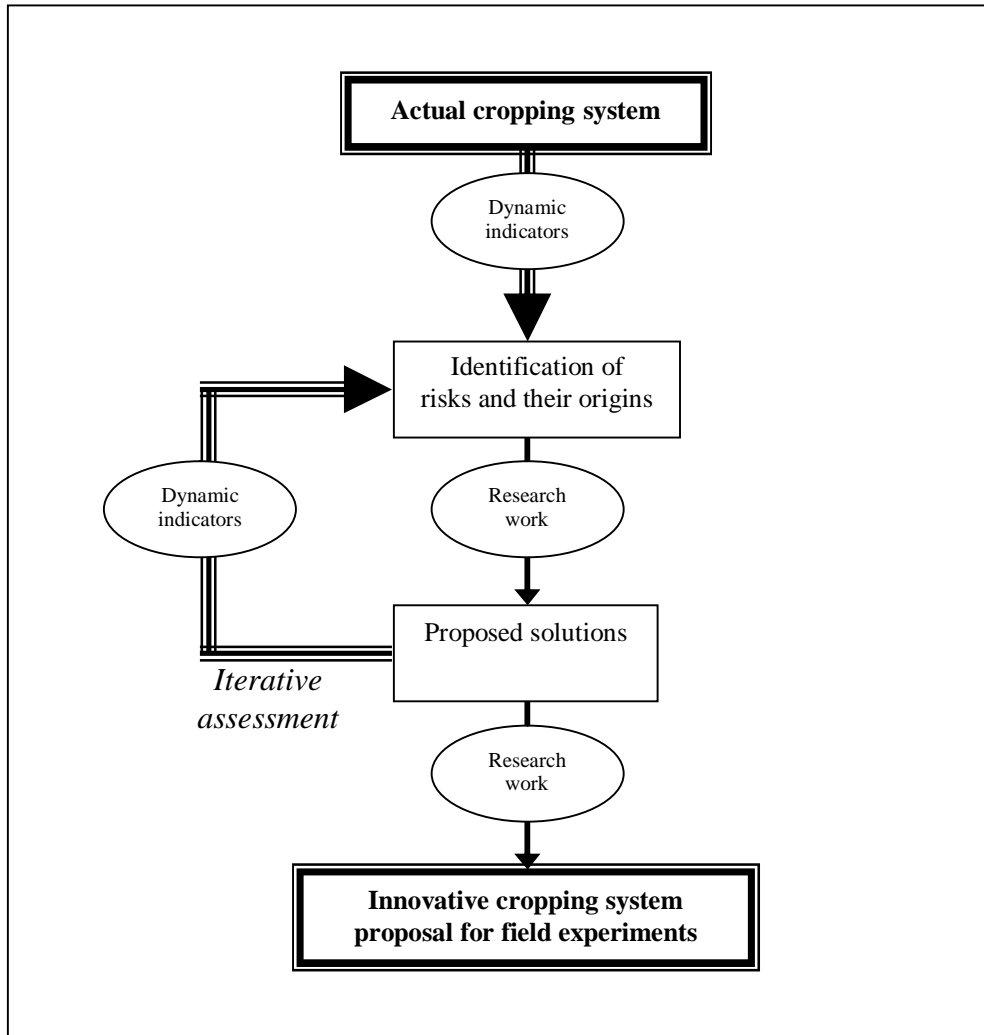 Actual cropping system
Dynamic
indicators
Identification of
risks and their origins
Dynamic
indicators
Research
work
Proposed solutions
Iterative
assessment
Research
work
Innovative cropping system
proposal for field experiments